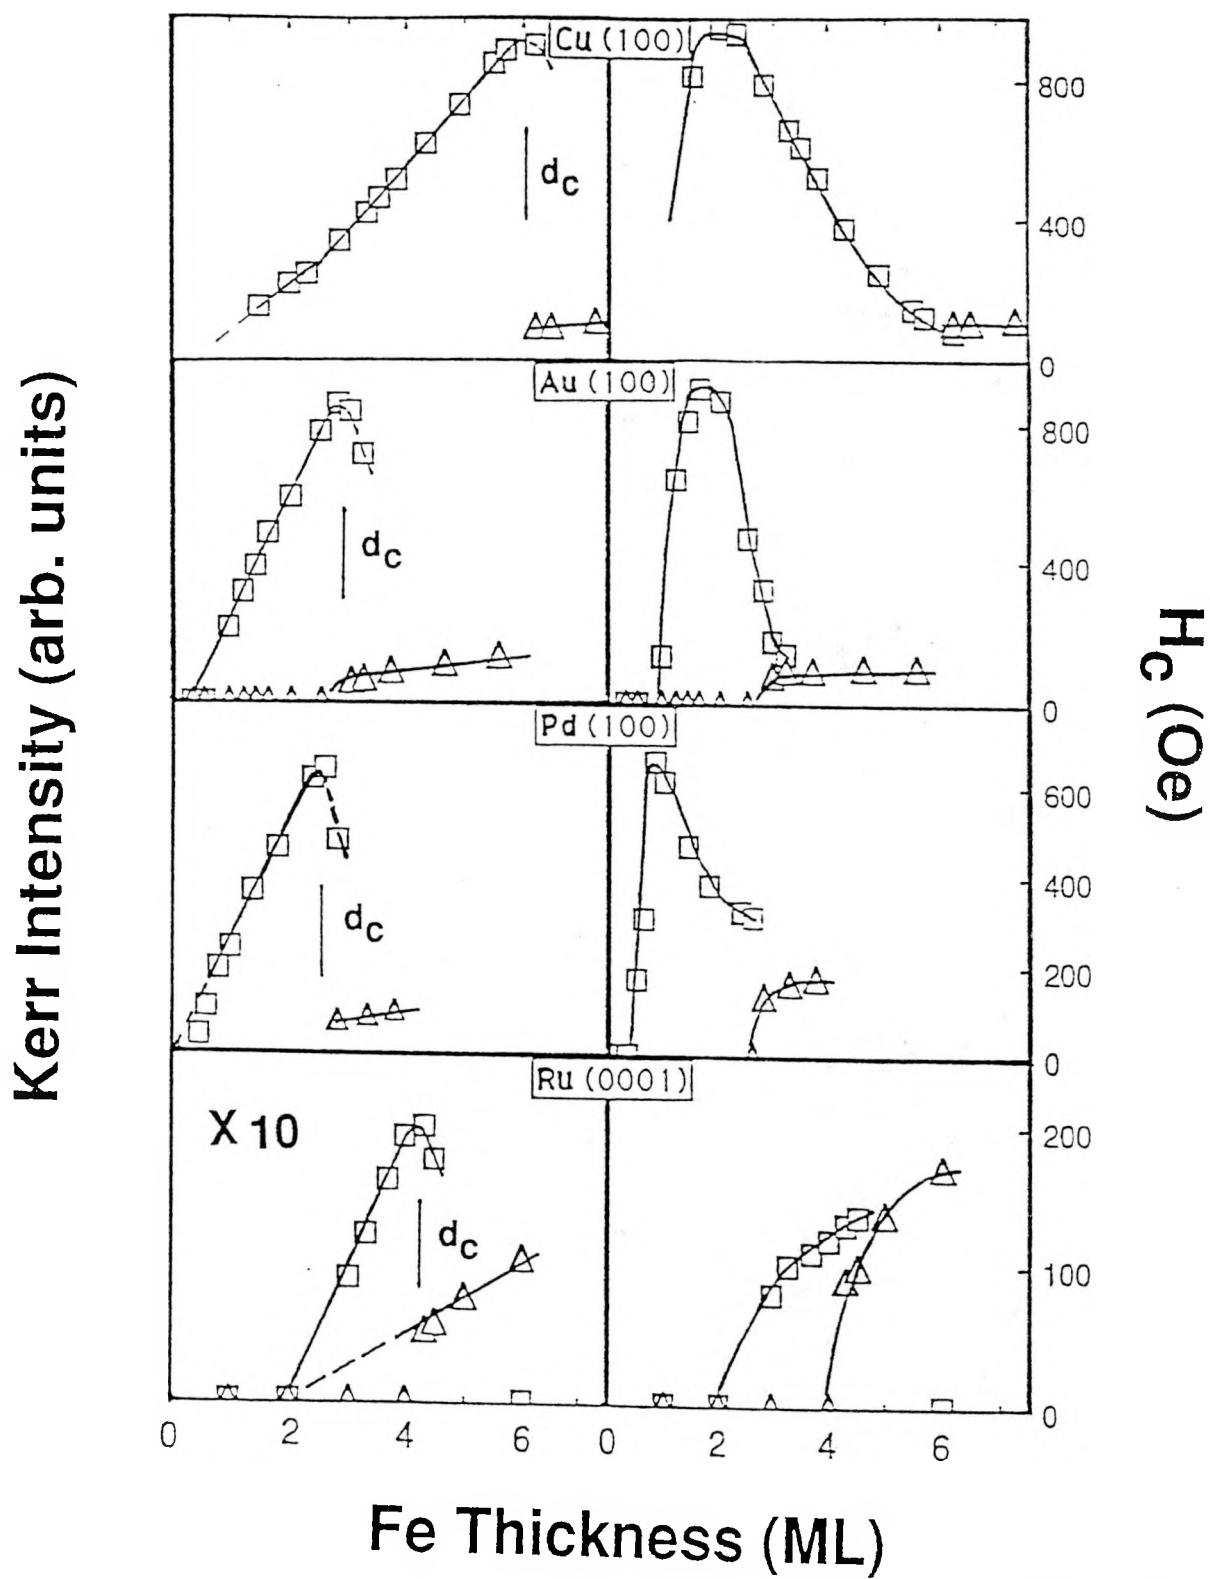 Cu (100)
800
d_c
400
0
Au (100)
800
d_c
400
0
Pd (100)
600
d_c
400
200
0
Ru (0001)
X 10
200
d_c
100
0
0 2 4 6 0 2 4 6
Fe Thickness (ML)
Kerr Intensity (arb. units)
H_c (Oe)